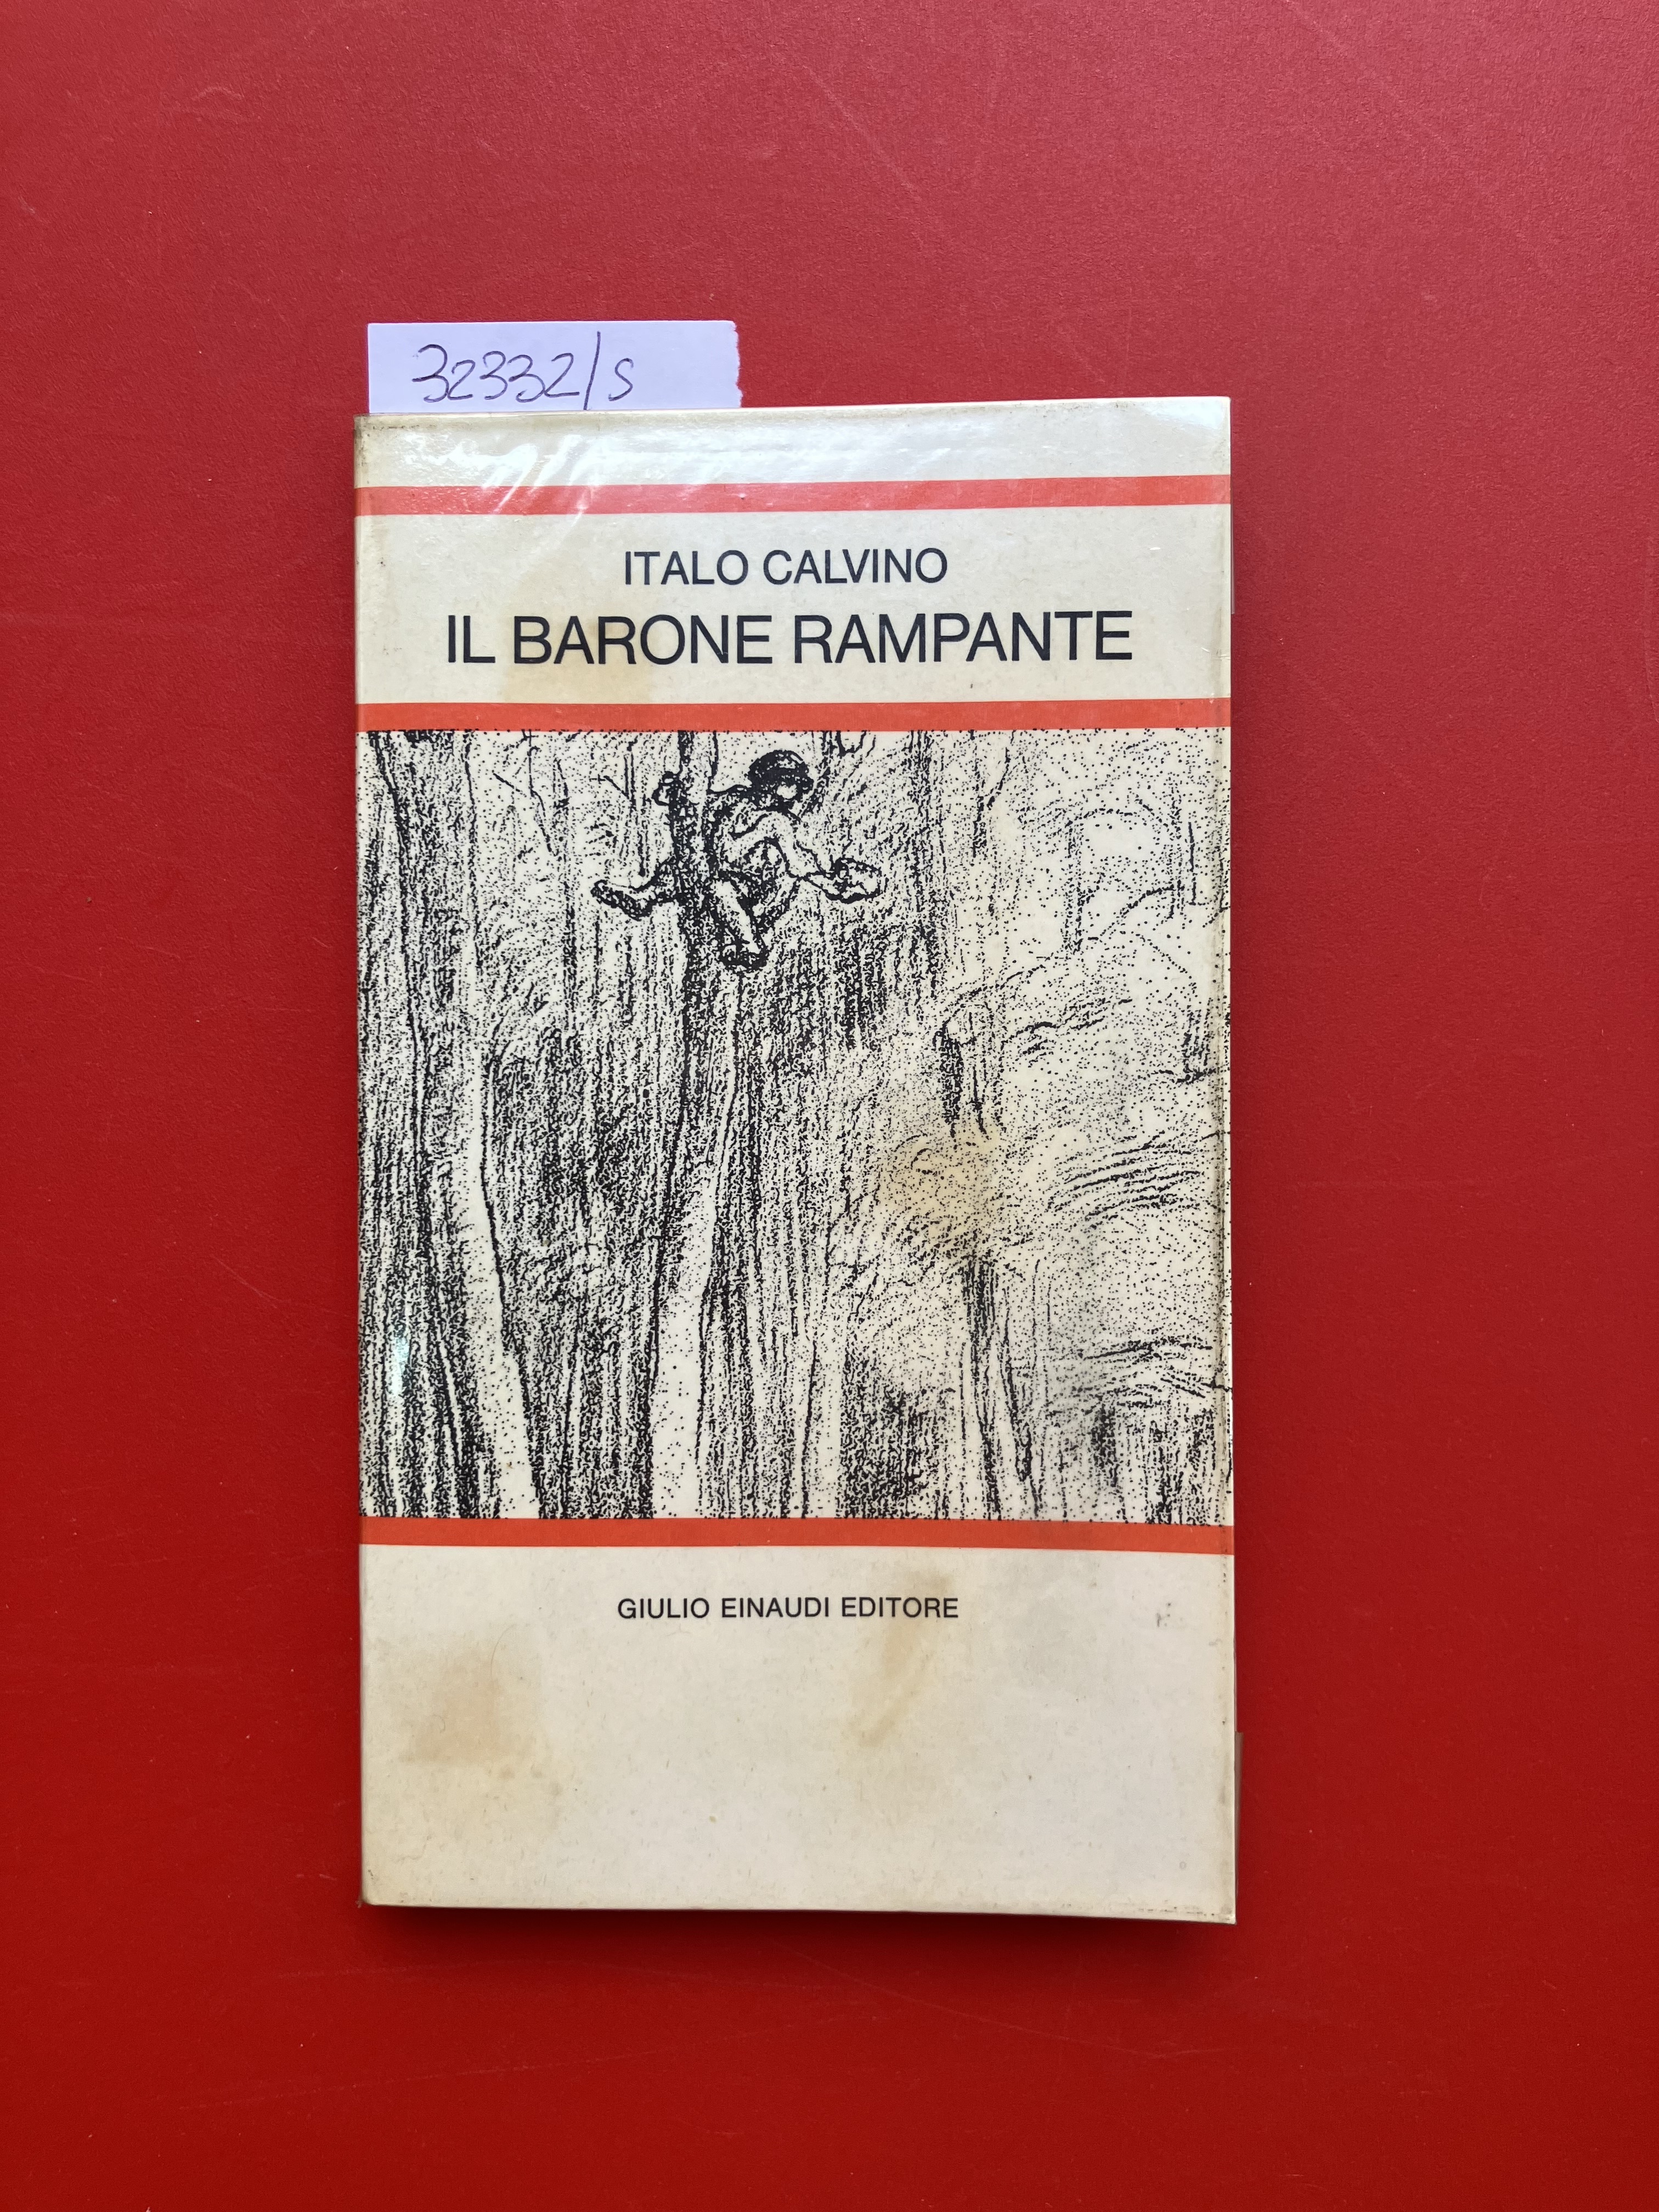 32332/s
ITALO CALVINO
IL BARONE RAMPANTE
GIULIO EINAUDI EDITORE